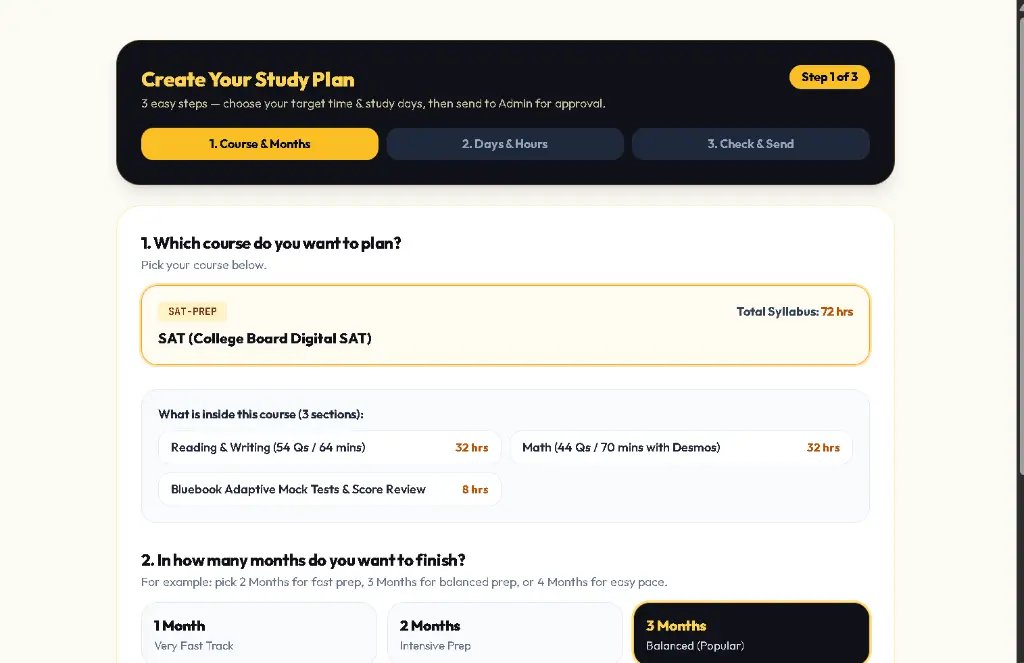 Create Your Study Plan
Step 1 of 3
3 easy steps — choose your target time & study days, then send to Admin for approval.
1. Course & Months
2. Days & Hours
3. Check & Send
1. Which course do you want to plan?
Pick your course below.
SAT-PREP
Total Syllabus: 72 hrs
SAT (College Board Digital SAT)
What is inside this course (3 sections):
Reading & Writing (54 Qs / 64 mins) 32 hrs
Math (44 Qs / 70 mins with Desmos) 32 hrs
Bluebook Adaptive Mock Tests & Score Review 8 hrs
2. In how many months do you want to finish?
For example: pick 2 Months for fast prep, 3 Months for balanced prep, or 4 Months for easy pace.
1 Month
Very Fast Track
2 Months
Intensive Prep
3 Months
Balanced (Popular)